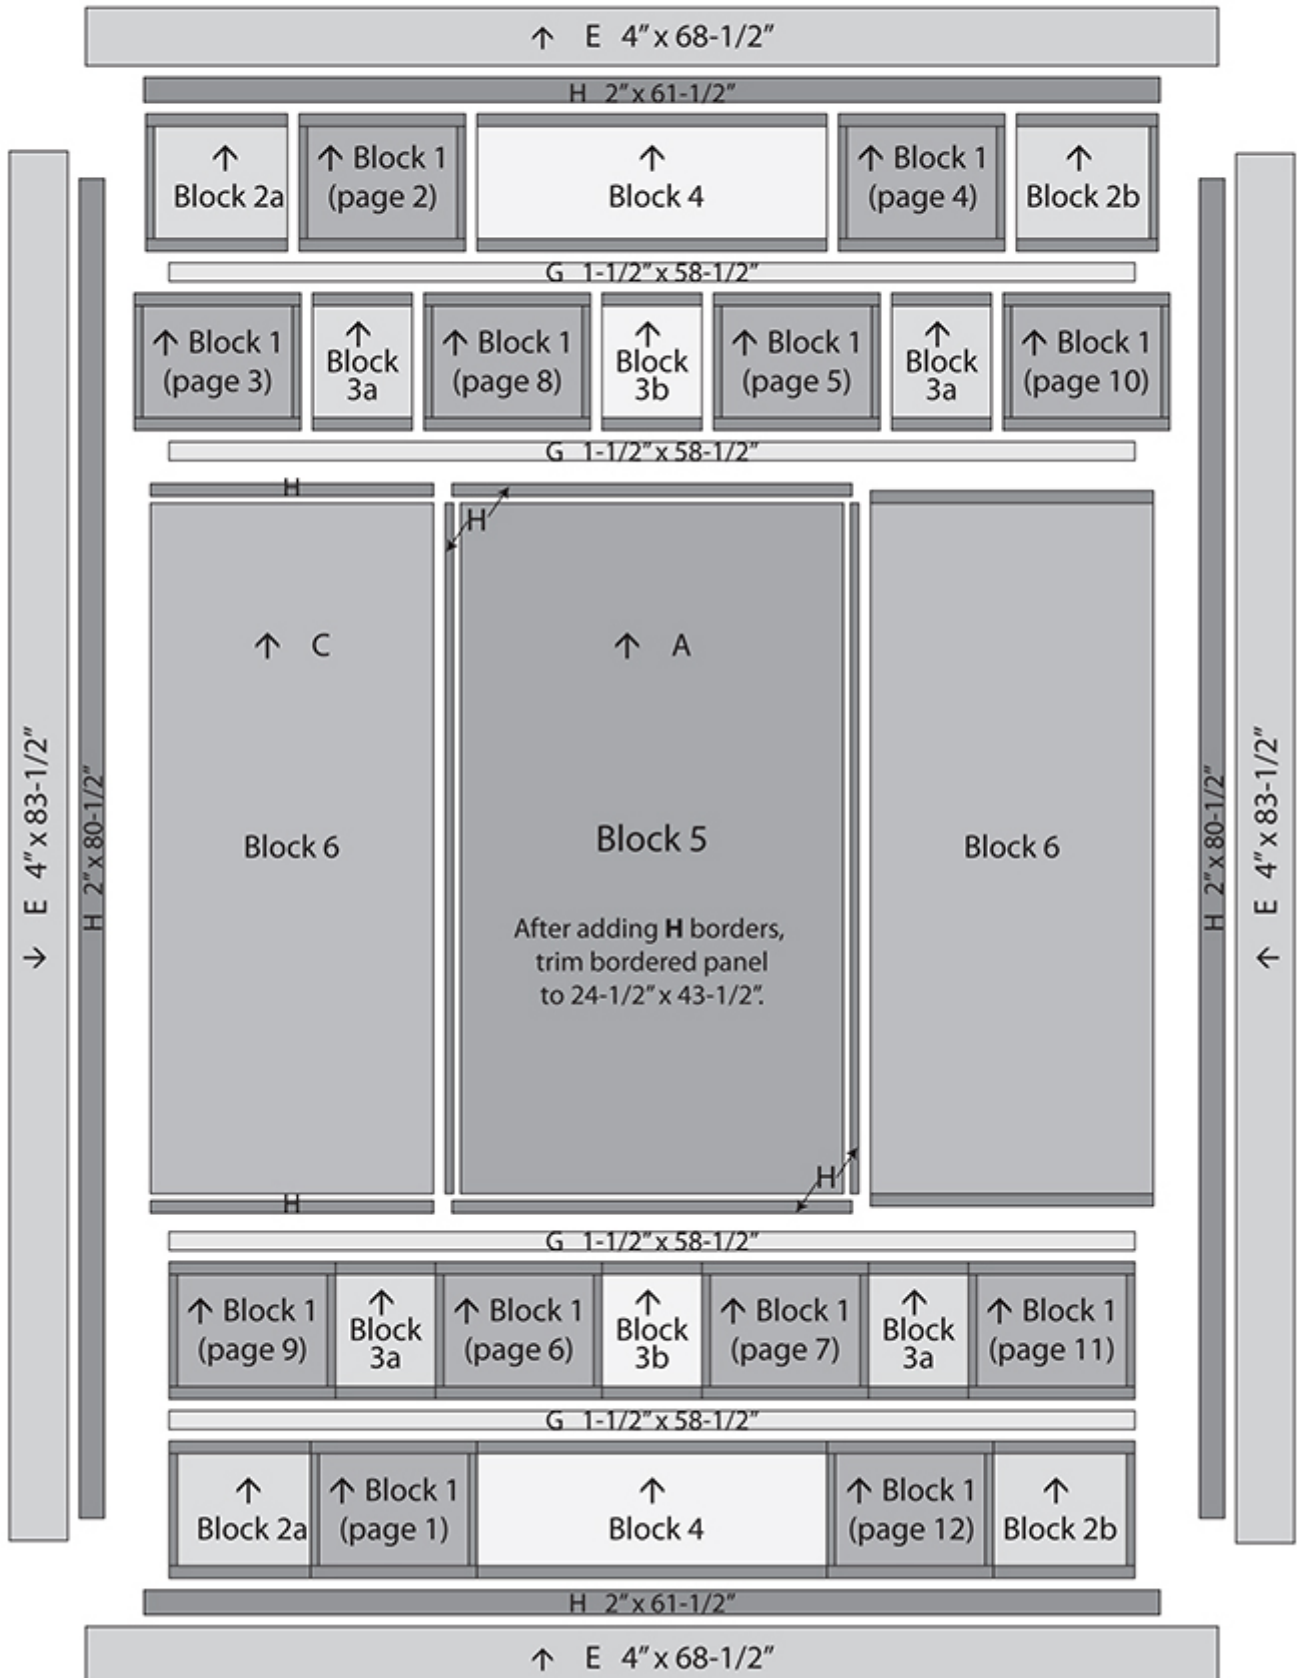 ↑ E 4” x 68-1/2”
H 2” x 61-1/2”
↑ Block 2a
↑ Block 1 (page 2)
↑ Block 4
↑ Block 1 (page 4)
↑ Block 2b
G 1-1/2” x 58-1/2”
↑ Block 1 (page 3)
↑ Block 3a
↑ Block 1 (page 8)
↑ Block 3b
↑ Block 1 (page 5)
↑ Block 3a
↑ Block 1 (page 10)
G 1-1/2” x 58-1/2”
H
H
↑ C
↑ A
↑ E 4” x 83-1/2”
H 2” x 80-1/2”
Block 6
Block 5
Block 6
H 2” x 80-1/2”
↑ E 4” x 83-1/2”
After adding H borders,
trim bordered panel
to 24-1/2” x 43-1/2”.
H
H
G 1-1/2” x 58-1/2”
↑ Block 1 (page 9)
↑ Block 3a
↑ Block 1 (page 6)
↑ Block 3b
↑ Block 1 (page 7)
↑ Block 3a
↑ Block 1 (page 11)
G 1-1/2” x 58-1/2”
↑ Block 2a
↑ Block 1 (page 1)
↑ Block 4
↑ Block 1 (page 12)
↑ Block 2b
H 2” x 61-1/2”
↑ E 4” x 68-1/2”